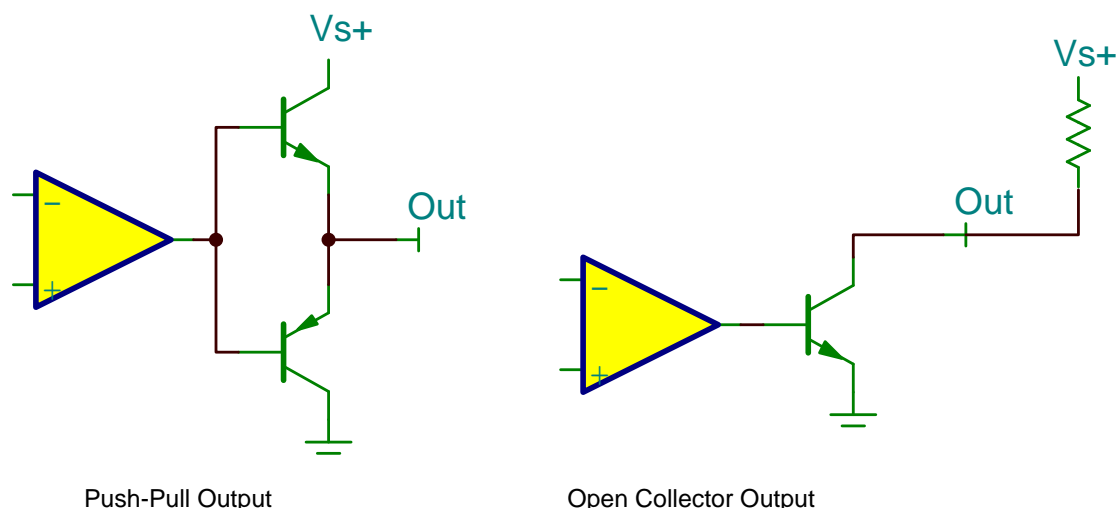 Vs+
Vs+
Out
Out
−
+
−
+
Push-Pull Output
Open Collector Output